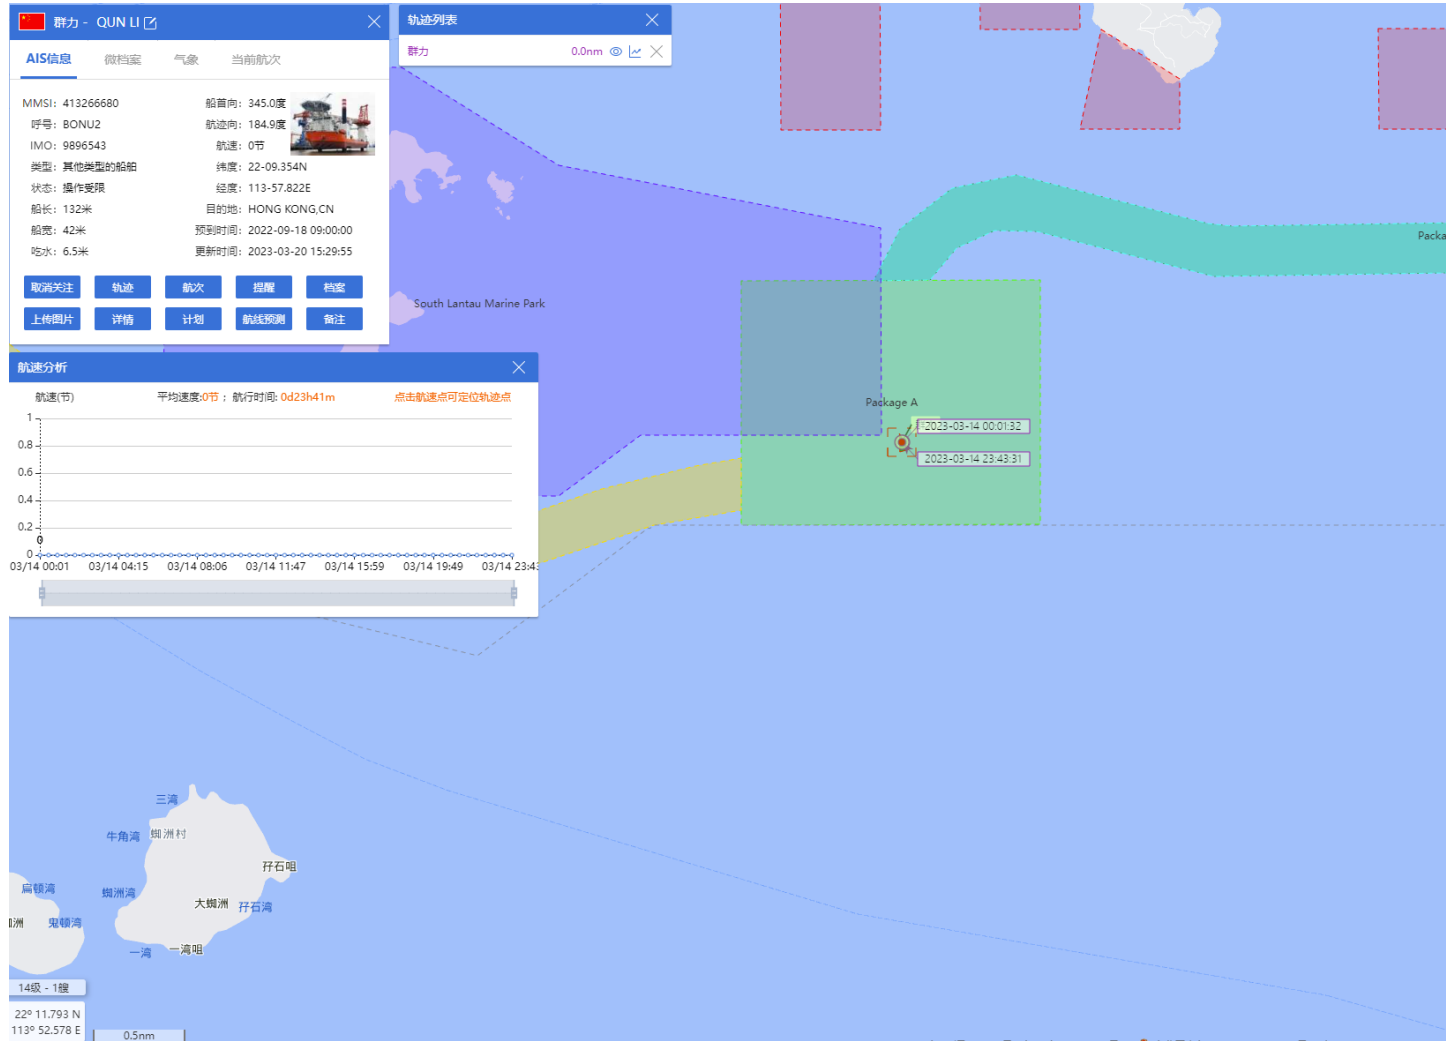 群力 - QUN LI
AIS信息 微档案 气象 当前航次
MMSI: 413266680 船首向: 345.0度
呼号: BONU2 航迹向: 184.9度
IMO: 9896543 航速: 0节
类型: 其他类型的船舶 纬度: 22-09.354N
状态: 操作受限 经度: 113-57.822E
船长: 132米 目的地: HONG KONG,CN
船宽: 42米 预到时间: 2022-09-18 09:00:00
吃水: 6.5米 更新时间: 2023-03-20 15:29:55
取消关注 轨迹 航次 提醒 档案
上传图片 详情 计划 航线预测 备注
轨迹列表
群力 0.0nm
Packa
South Lantau Marine Park
Package A
2023-03-14 00:01:32
2023-03-14 23:43:31
航速分析
航速(节) 平均速度:0节 ; 航行时间: 0d23h41m 点击航速点可定位轨迹点
1
0.8
0.6
0.4
0.2
0
0
03/14 00:01 03/14 04:15 03/14 08:06 03/14 11:47 03/14 15:59 03/14 19:49 03/14 23:43
三湾
牛角湾 蜘洲村
孖石咀
扁顿湾 蜘洲湾
大蜘洲 孖石湾
洲 鬼顿湾
一湾 一湾咀
14级 - 1艘
22º 11.793 N
113º 52.578 E
0.5nm